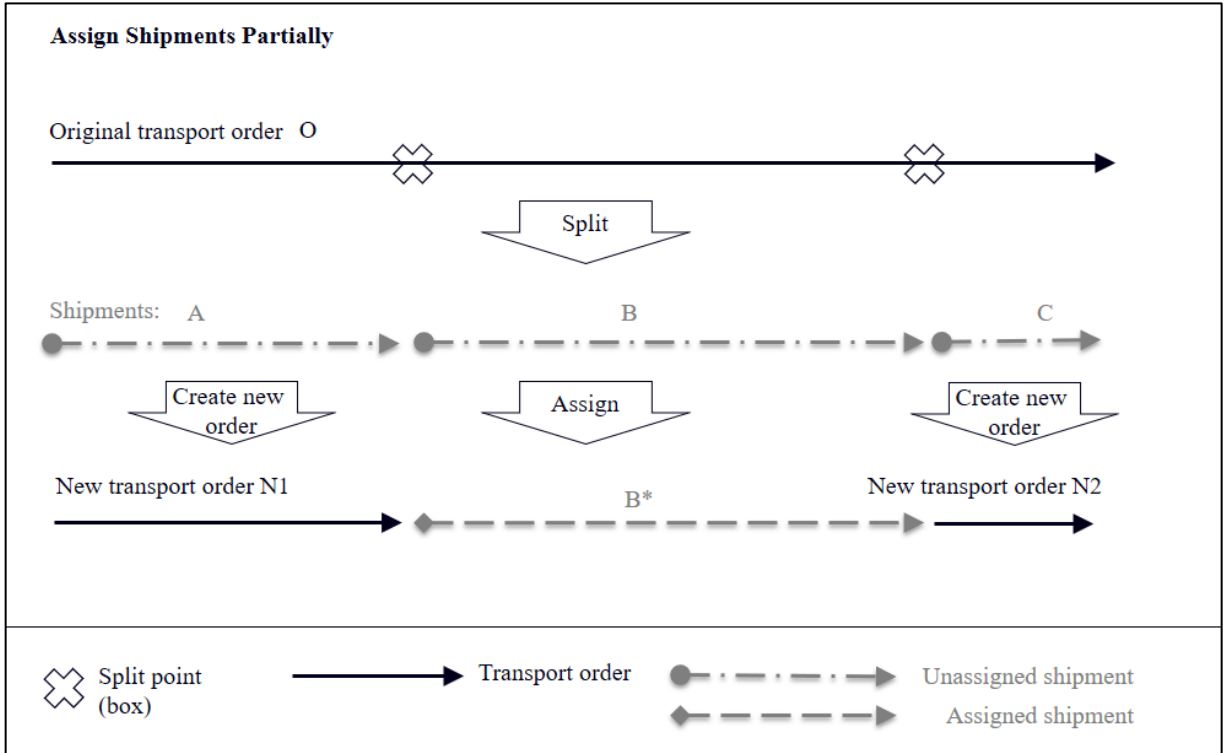 Assign Shipments Partially
Original transport order O
Split
Shipments: A B C
Create new
order
Assign
Create new
order
New transport order N1
B*
New transport order N2
Split point
(box)
Transport order
Unassigned shipment
Assigned shipment